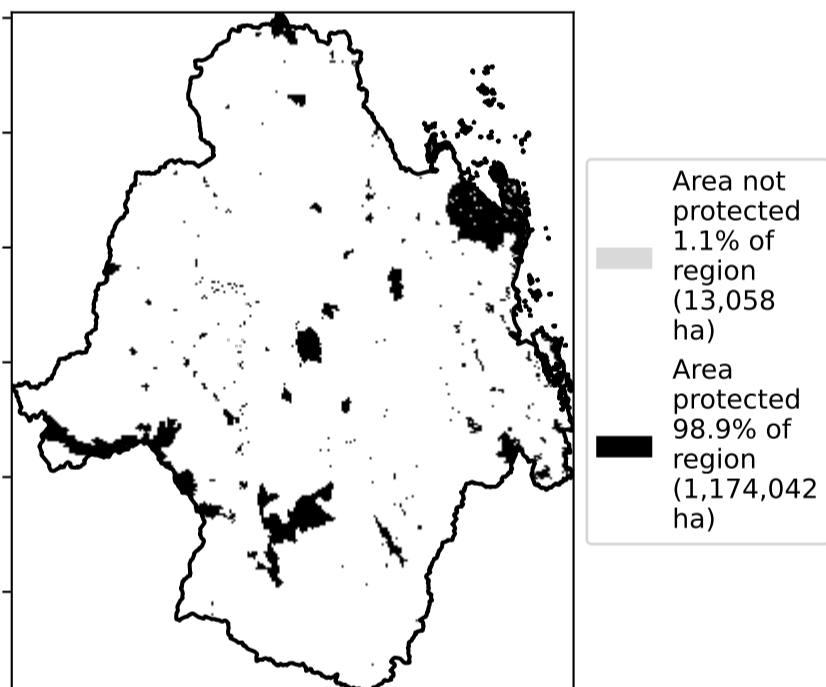 Area not
protected
1.1% of
region
(13,058
ha)
Area
protected
98.9% of
region
(1,174,042
ha)